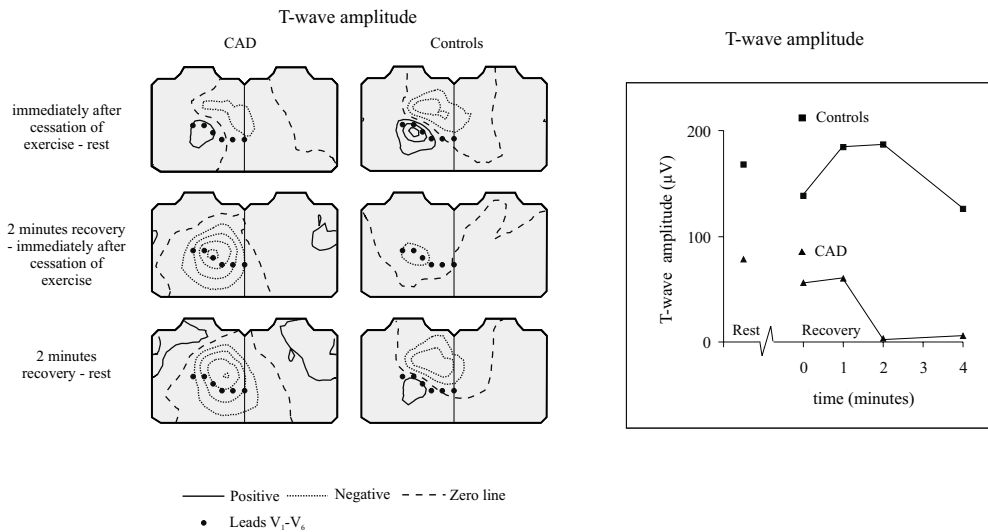 T-wave amplitude
CAD
Controls
immediately after
cessation of
exercise - rest
2 minutes recovery
- immediately after
cessation of
exercise
2 minutes
recovery - rest
Positive
Negative
Zero line
Leads V₁-V₆
T-wave amplitude
T-wave amplitude (µV)
200
100
0
Controls
CAD
Rest
Recovery
0 1 2 3 4
time (minutes)